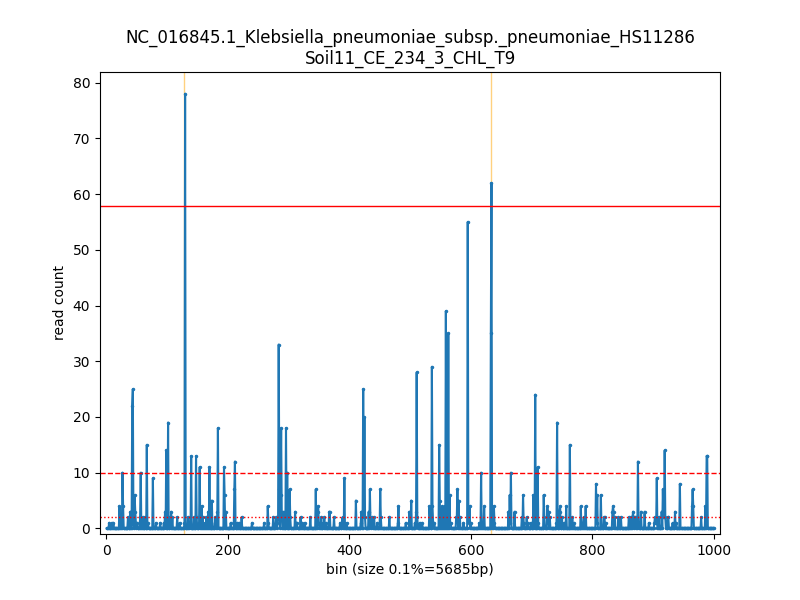 NC_016845.1_Klebsiella_pneumoniae_subsp._pneumoniae_HS11286
Soil11_CE_234_3_CHL_T9
80
70
60
50
40
30
20
10
0
read count
0 200 400 600 800 1000
bin (size 0.1%=5685bp)